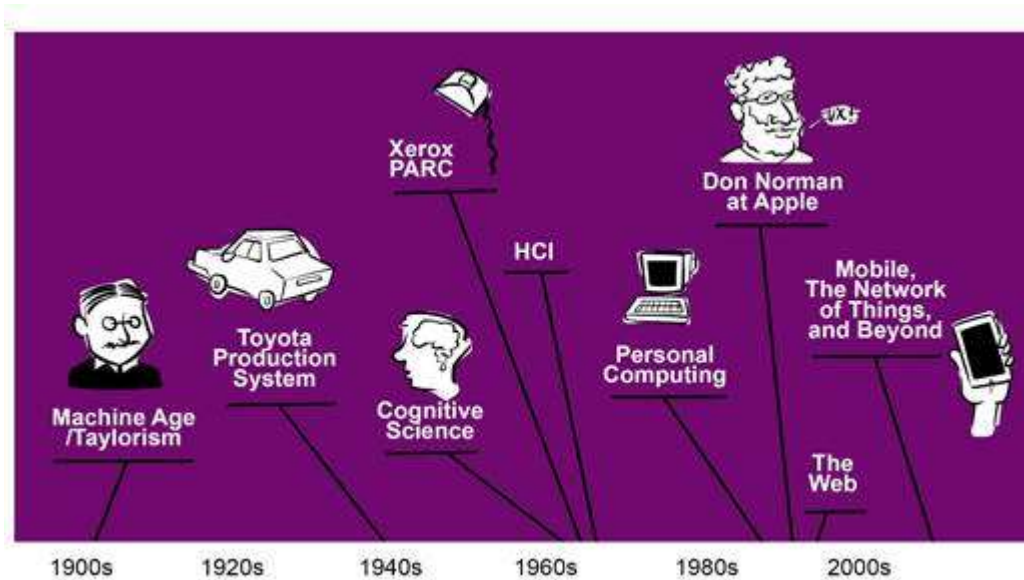 Machine Age
/Taylorism
Toyota
Production
System
Cognitive
Science
Xerox
PARC
HCI
Personal
Computing
Don Norman
at Apple
UX!
The
Web
Mobile,
The Network
of Things,
and Beyond
1900s
1920s
1940s
1960s
1980s
2000s